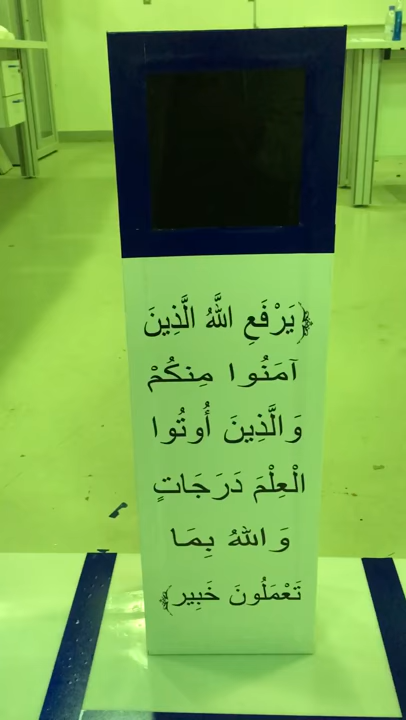 ﴿يَرْفَعِ اللَّهُ الَّذِينَ
آمَنُوا مِنكُمْ
وَالَّذِينَ أُوتُوا
الْعِلْمَ دَرَجَاتٍ
وَاللَّهُ بِمَا
تَعْمَلُونَ خَبِير﴾